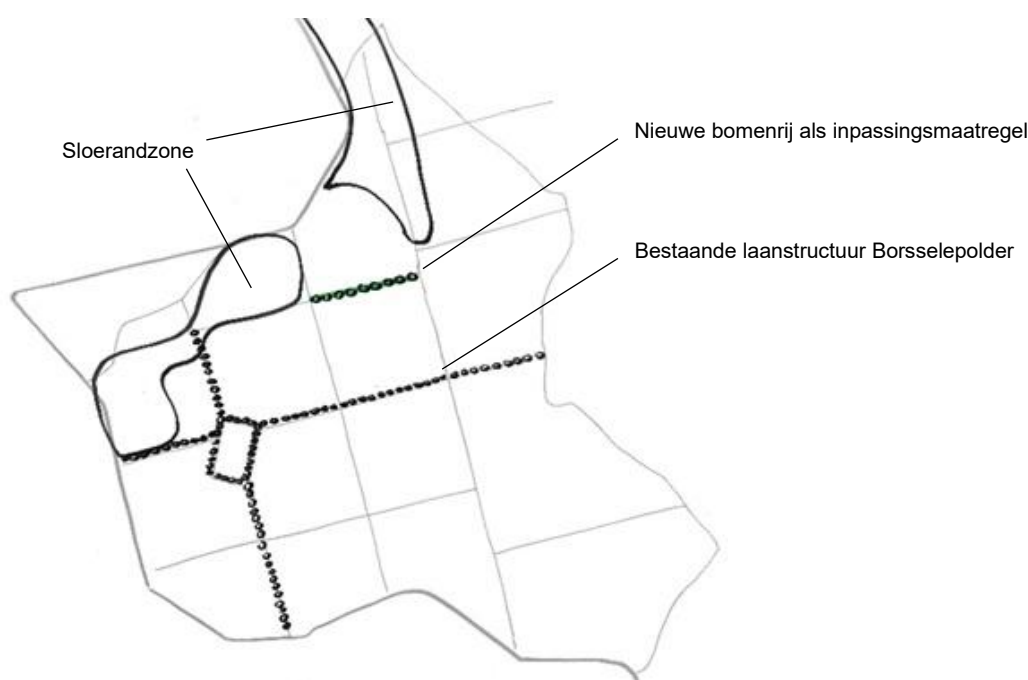 Nieuwe bomenrij als inpassingsmaatregel
Sloerandzone
Bestaande laanstructuur Borsselepolder